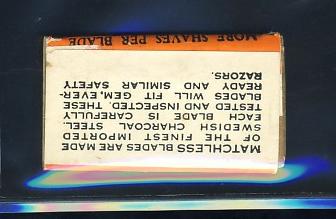 MATCHLESS BLADES ARE MADE
OF THE FINEST IMPORTED
SWEDISH CHARCOAL STEEL.
EACH BLADE IS CAREFULLY
TESTED AND INSPECTED. THESE
BLADES WILL FIT GEM, EVER-
READY AND SIMILAR SAFETY
RAZORS.
MORE SHAVES PER BLADE